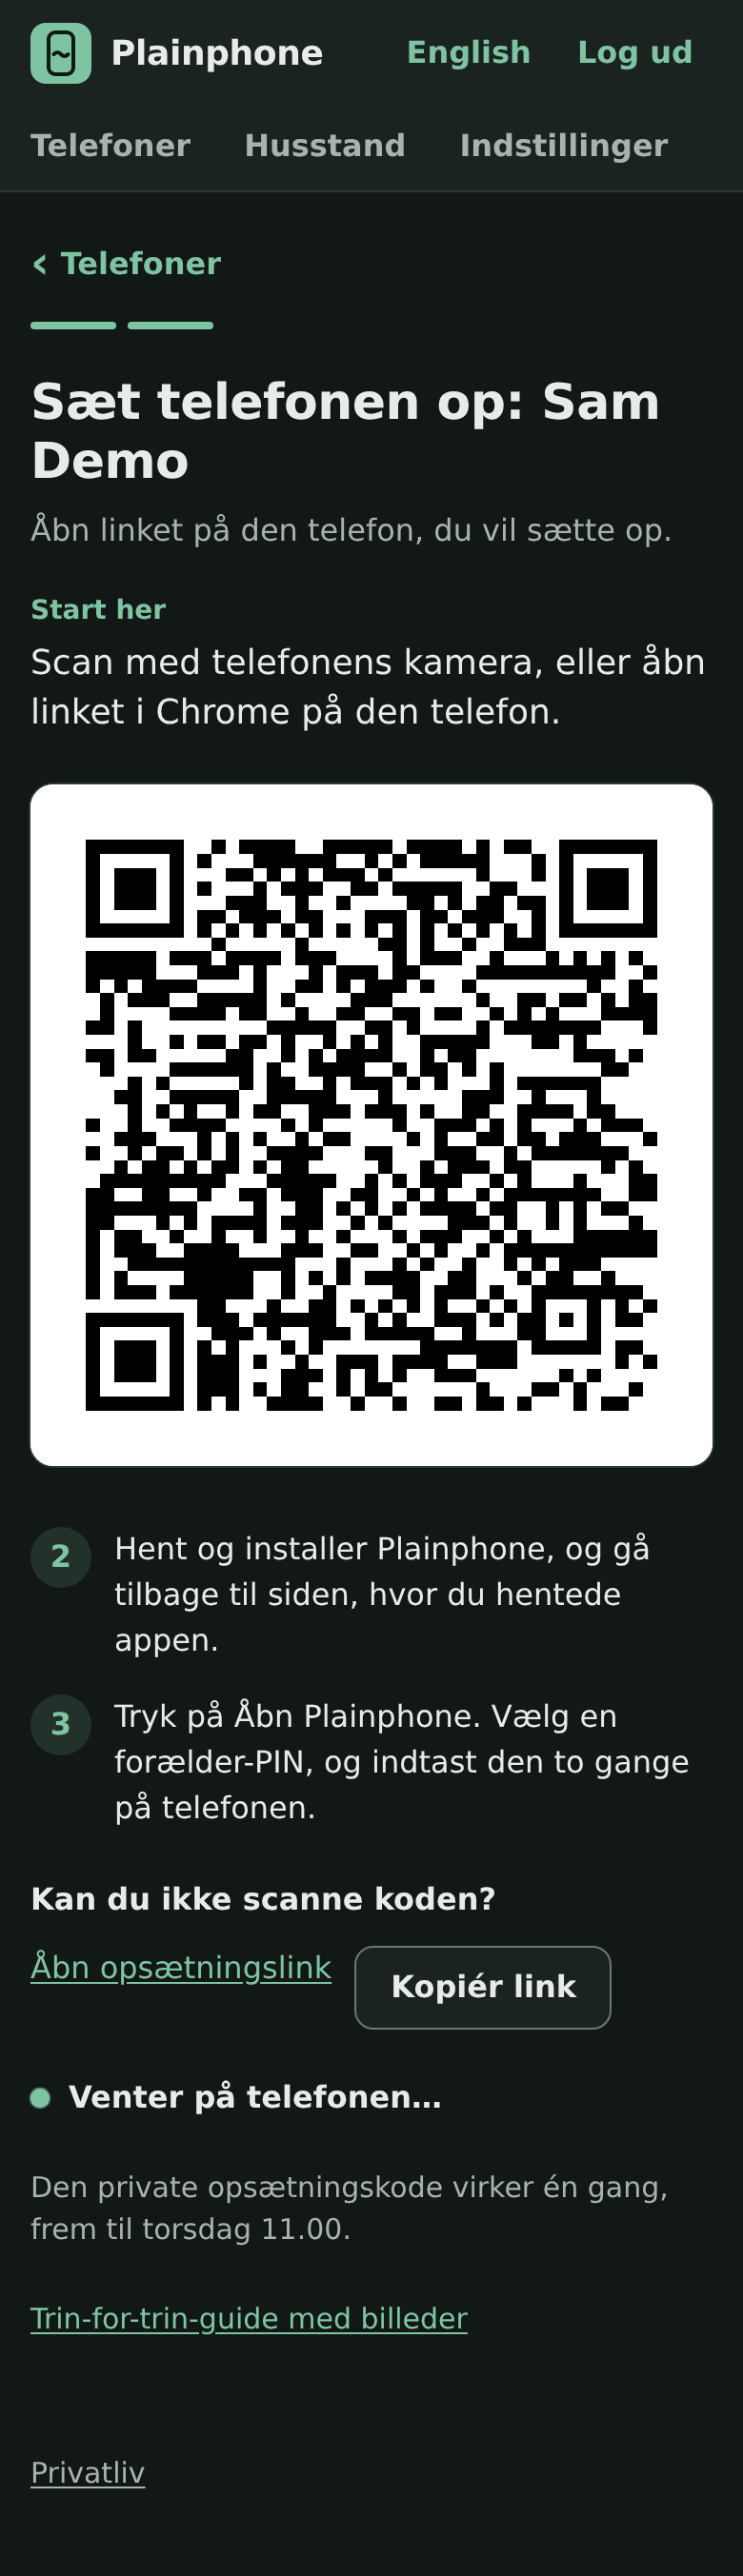 Plainphone
English
Log ud
Telefoner
Husstand
Indstillinger
‹ Telefoner
Sæt telefonen op: Sam
Demo
Åbn linket på den telefon, du vil sætte op.
Start her
Scan med telefonens kamera, eller åbn
linket i Chrome på den telefon.
2
Hent og installer Plainphone, og gå
tilbage til siden, hvor du hentede
appen.
3
Tryk på Åbn Plainphone. Vælg en
forælder-PIN, og indtast den to gange
på telefonen.
Kan du ikke scanne koden?
Åbn opsætningslink
Kopiér link
Venter på telefonen…
Den private opsætningskode virker én gang,
frem til torsdag 11.00.
Trin-for-trin-guide med billeder
Privatliv